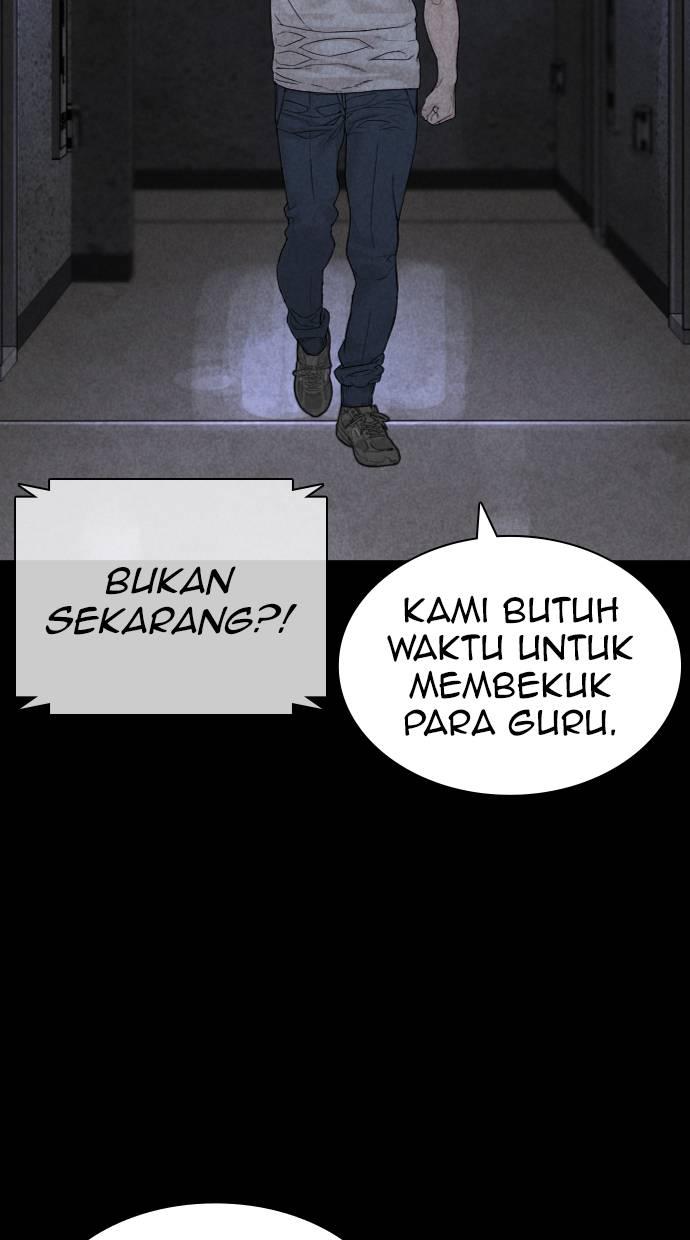 BUKAN
SEKARANG?!
KAMI BUTUH
WAKTU UNTUK
MEMBEKUK
PARA GURU.